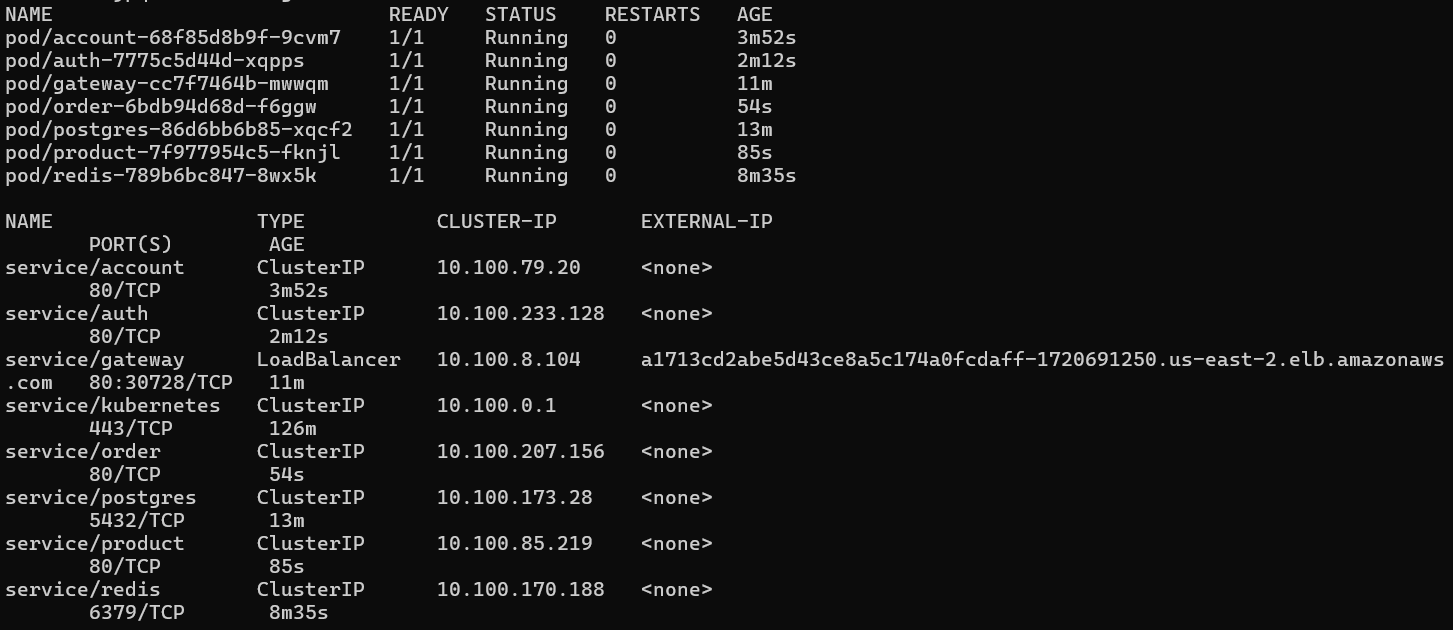 NAME                            READY   STATUS    RESTARTS   AGE
pod/account-68f85d8b9f-9cvm7    1/1     Running   0          3m52s
pod/auth-7775c5d44d-xqpps       1/1     Running   0          2m12s
pod/gateway-cc7f7464b-mwwqm     1/1     Running   0          11m
pod/order-6bdb94d68d-f6ggw      1/1     Running   0          54s
pod/postgres-86d6bb6b85-xqcf2   1/1     Running   0          13m
pod/product-7f977954c5-fknjl    1/1     Running   0          85s
pod/redis-789b6bc847-8wx5k      1/1     Running   0          8m35s

NAME                 TYPE           CLUSTER-IP       EXTERNAL-IP
       PORT(S)        AGE
service/account      ClusterIP      10.100.79.20     <none>
       80/TCP         3m52s
service/auth         ClusterIP      10.100.233.128   <none>
       80/TCP         2m12s
service/gateway      LoadBalancer   10.100.8.104     a1713cd2abe5d43ce8a5c174a0fcdaff-1720691250.us-east-2.elb.amazonaws
.com   80:30728/TCP   11m
service/kubernetes   ClusterIP      10.100.0.1       <none>
       443/TCP        126m
service/order        ClusterIP      10.100.207.156   <none>
       80/TCP         54s
service/postgres     ClusterIP      10.100.173.28    <none>
       5432/TCP       13m
service/product      ClusterIP      10.100.85.219    <none>
       80/TCP         85s
service/redis        ClusterIP      10.100.170.188   <none>
       6379/TCP       8m35s